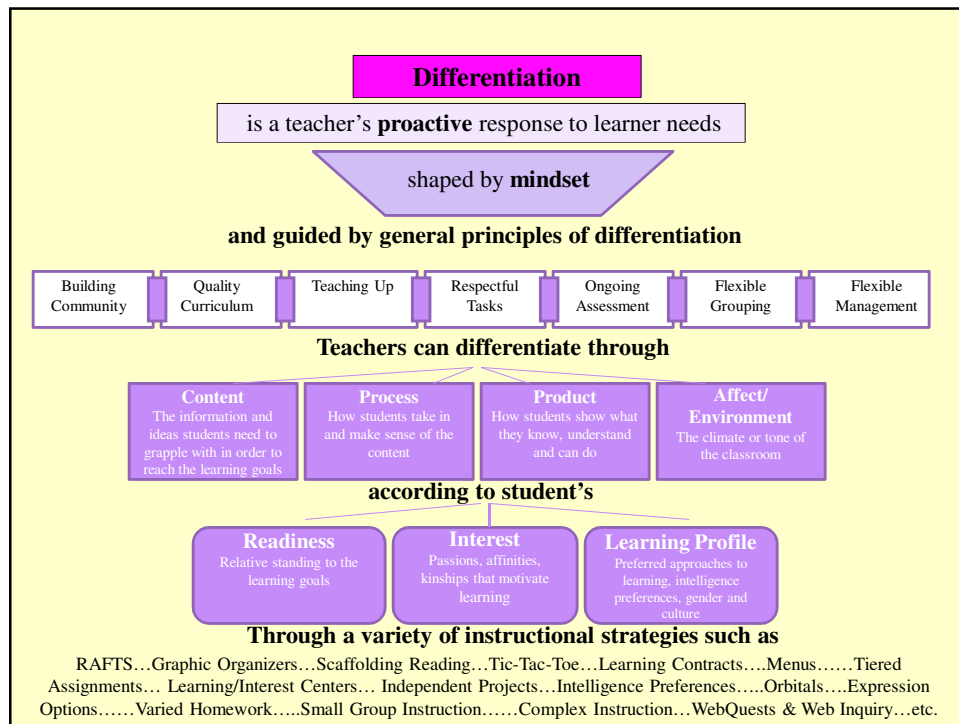 Differentiation
is a teacher's proactive response to learner needs
shaped by mindset
and guided by general principles of differentiation
Building
Community
Quality
Curriculum
Teaching Up
Respectful
Tasks
Ongoing
Assessment
Flexible
Grouping
Flexible
Management
Teachers can differentiate through
Content
The information and
ideas students need to
grapple with in order to
reach the learning goals
Process
How students take in
and make sense of the
content
Product
How students show what
they know, understand
and can do
Affect/
Environment
The climate or tone of
the classroom
according to student's
Readiness
Relative standing to the
learning goals
Interest
Passions, affinities,
kinships that motivate
learning
Learning Profile
Preferred approaches to
learning, intelligence
preferences, gender and
culture
Through a variety of instructional strategies such as
RAFTS…Graphic Organizers…Scaffolding Reading…Tic-Tac-Toe…Learning Contracts….Menus……Tiered
Assignments… Learning/Interest Centers… Independent Projects…Intelligence Preferences…..Orbitals….Expression
Options……Varied Homework…..Small Group Instruction……Complex Instruction…WebQuests & Web Inquiry…etc.